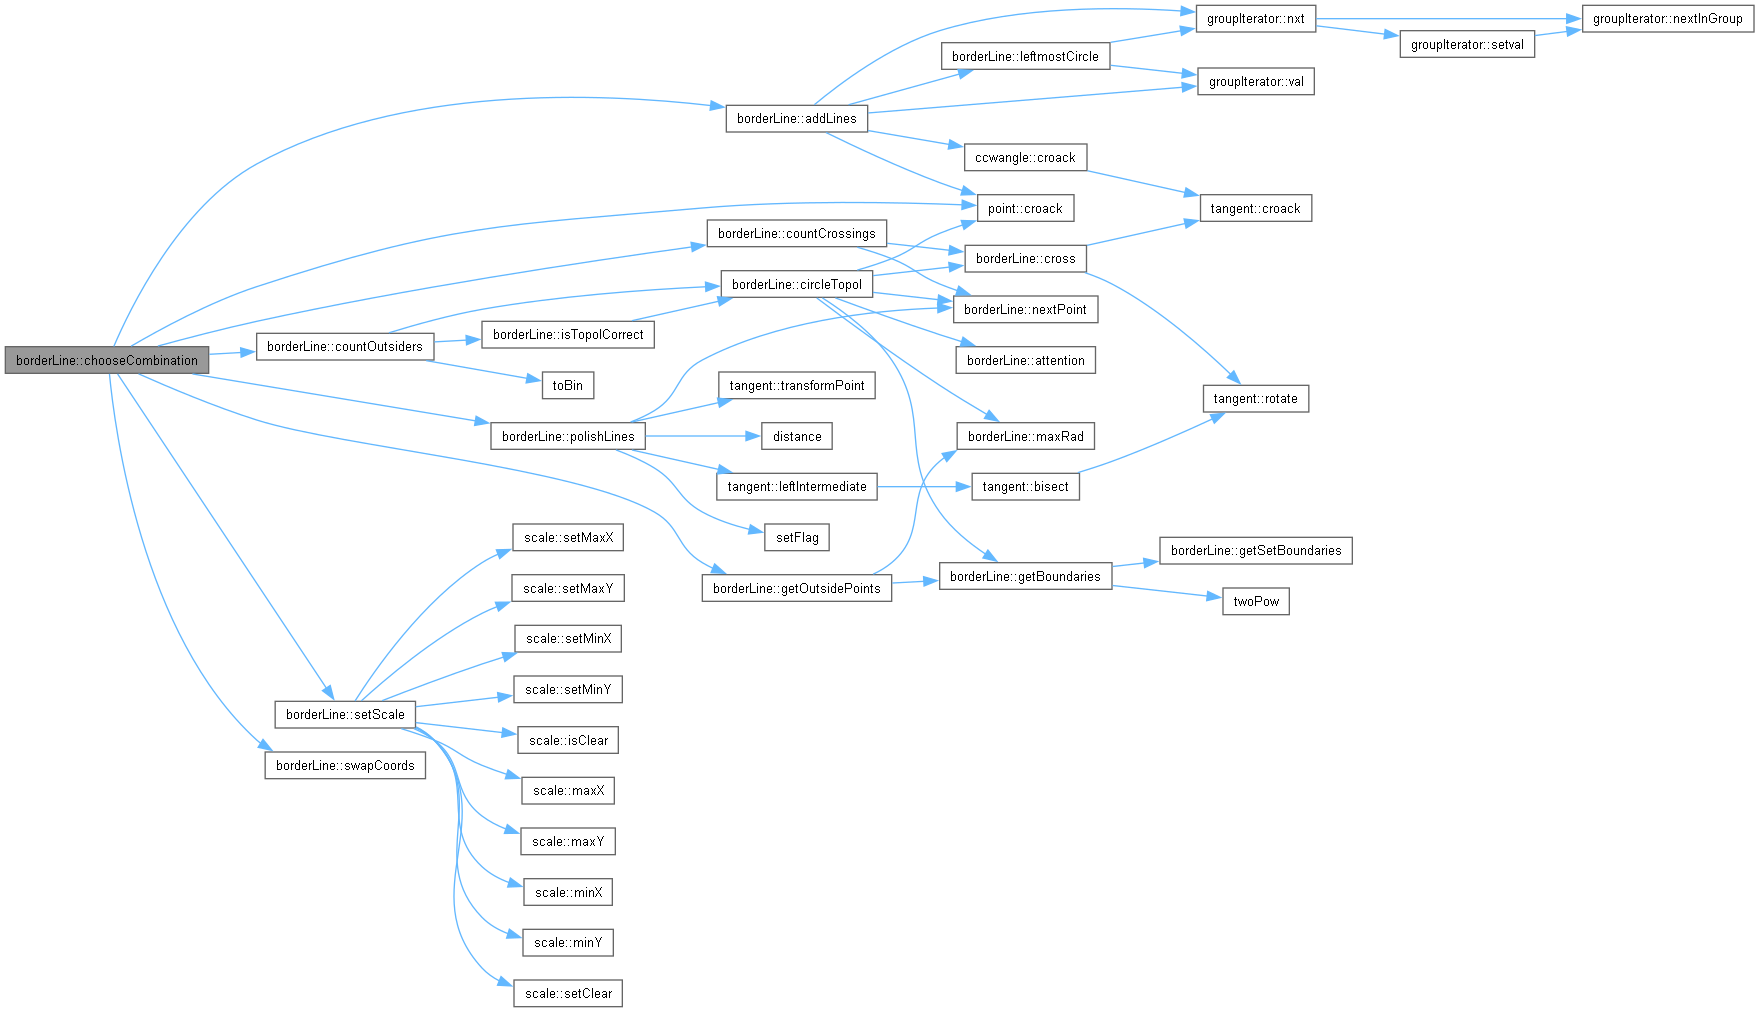 groupIterator::nxt
groupIterator::nextInGroup
groupIterator::setval
borderLine::leftmostCircle
groupIterator::val
borderLine::addLines
ccwangle::croack
point::croack
tangent::croack
borderLine::countCrossings
borderLine::cross
borderLine::circleTopol
borderLine::nextPoint
borderLine::isTopolCorrect
borderLine::countOutsiders
borderLine::chooseCombination
borderLine::attention
toBin
tangent::transformPoint
tangent::rotate
borderLine::polishLines
distance
borderLine::maxRad
tangent::leftIntermediate
tangent::bisect
scale::setMaxX
setFlag
borderLine::getSetBoundaries
borderLine::getBoundaries
scale::setMaxY
borderLine::getOutsidePoints
twoPow
scale::setMinX
scale::setMinY
borderLine::setScale
scale::isClear
borderLine::swapCoords
scale::maxX
scale::maxY
scale::minX
scale::minY
scale::setClear